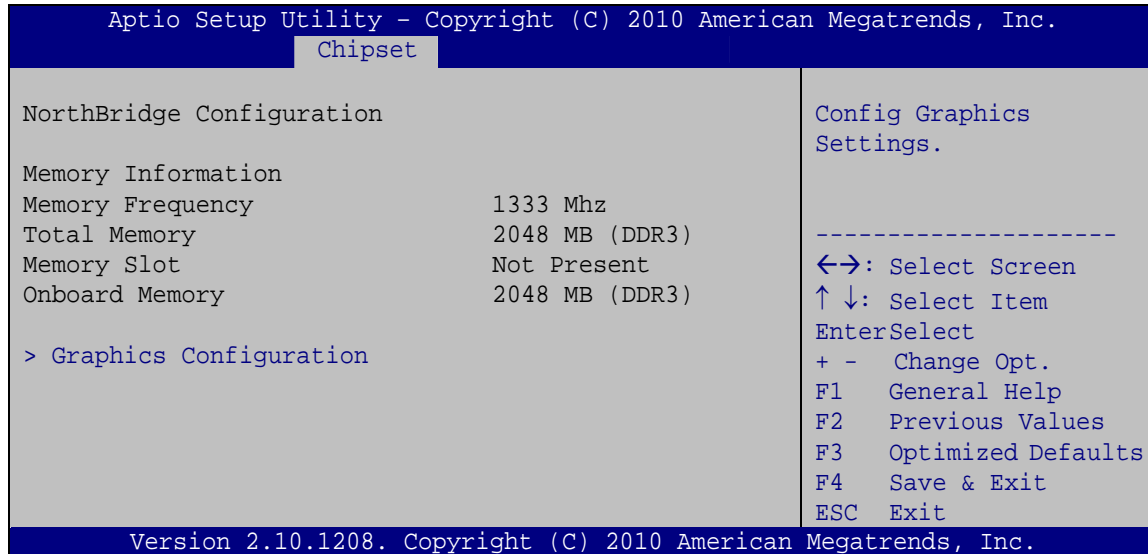 Aptio Setup Utility – Copyright (C) 2010 American Megatrends, Inc.
Chipset
NorthBridge Configuration
Memory Information
Memory Frequency 1333 Mhz
Total Memory 2048 MB (DDR3)
Memory Slot Not Present
Onboard Memory 2048 MB (DDR3)
> Graphics Configuration
Config Graphics
Settings.
---------------------
←→: Select Screen
↑ ↓: Select Item
EnterSelect
+ - Change Opt.
F1 General Help
F2 Previous Values
F3 Optimized Defaults
F4 Save & Exit
ESC Exit
Version 2.10.1208. Copyright (C) 2010 American Megatrends, Inc.